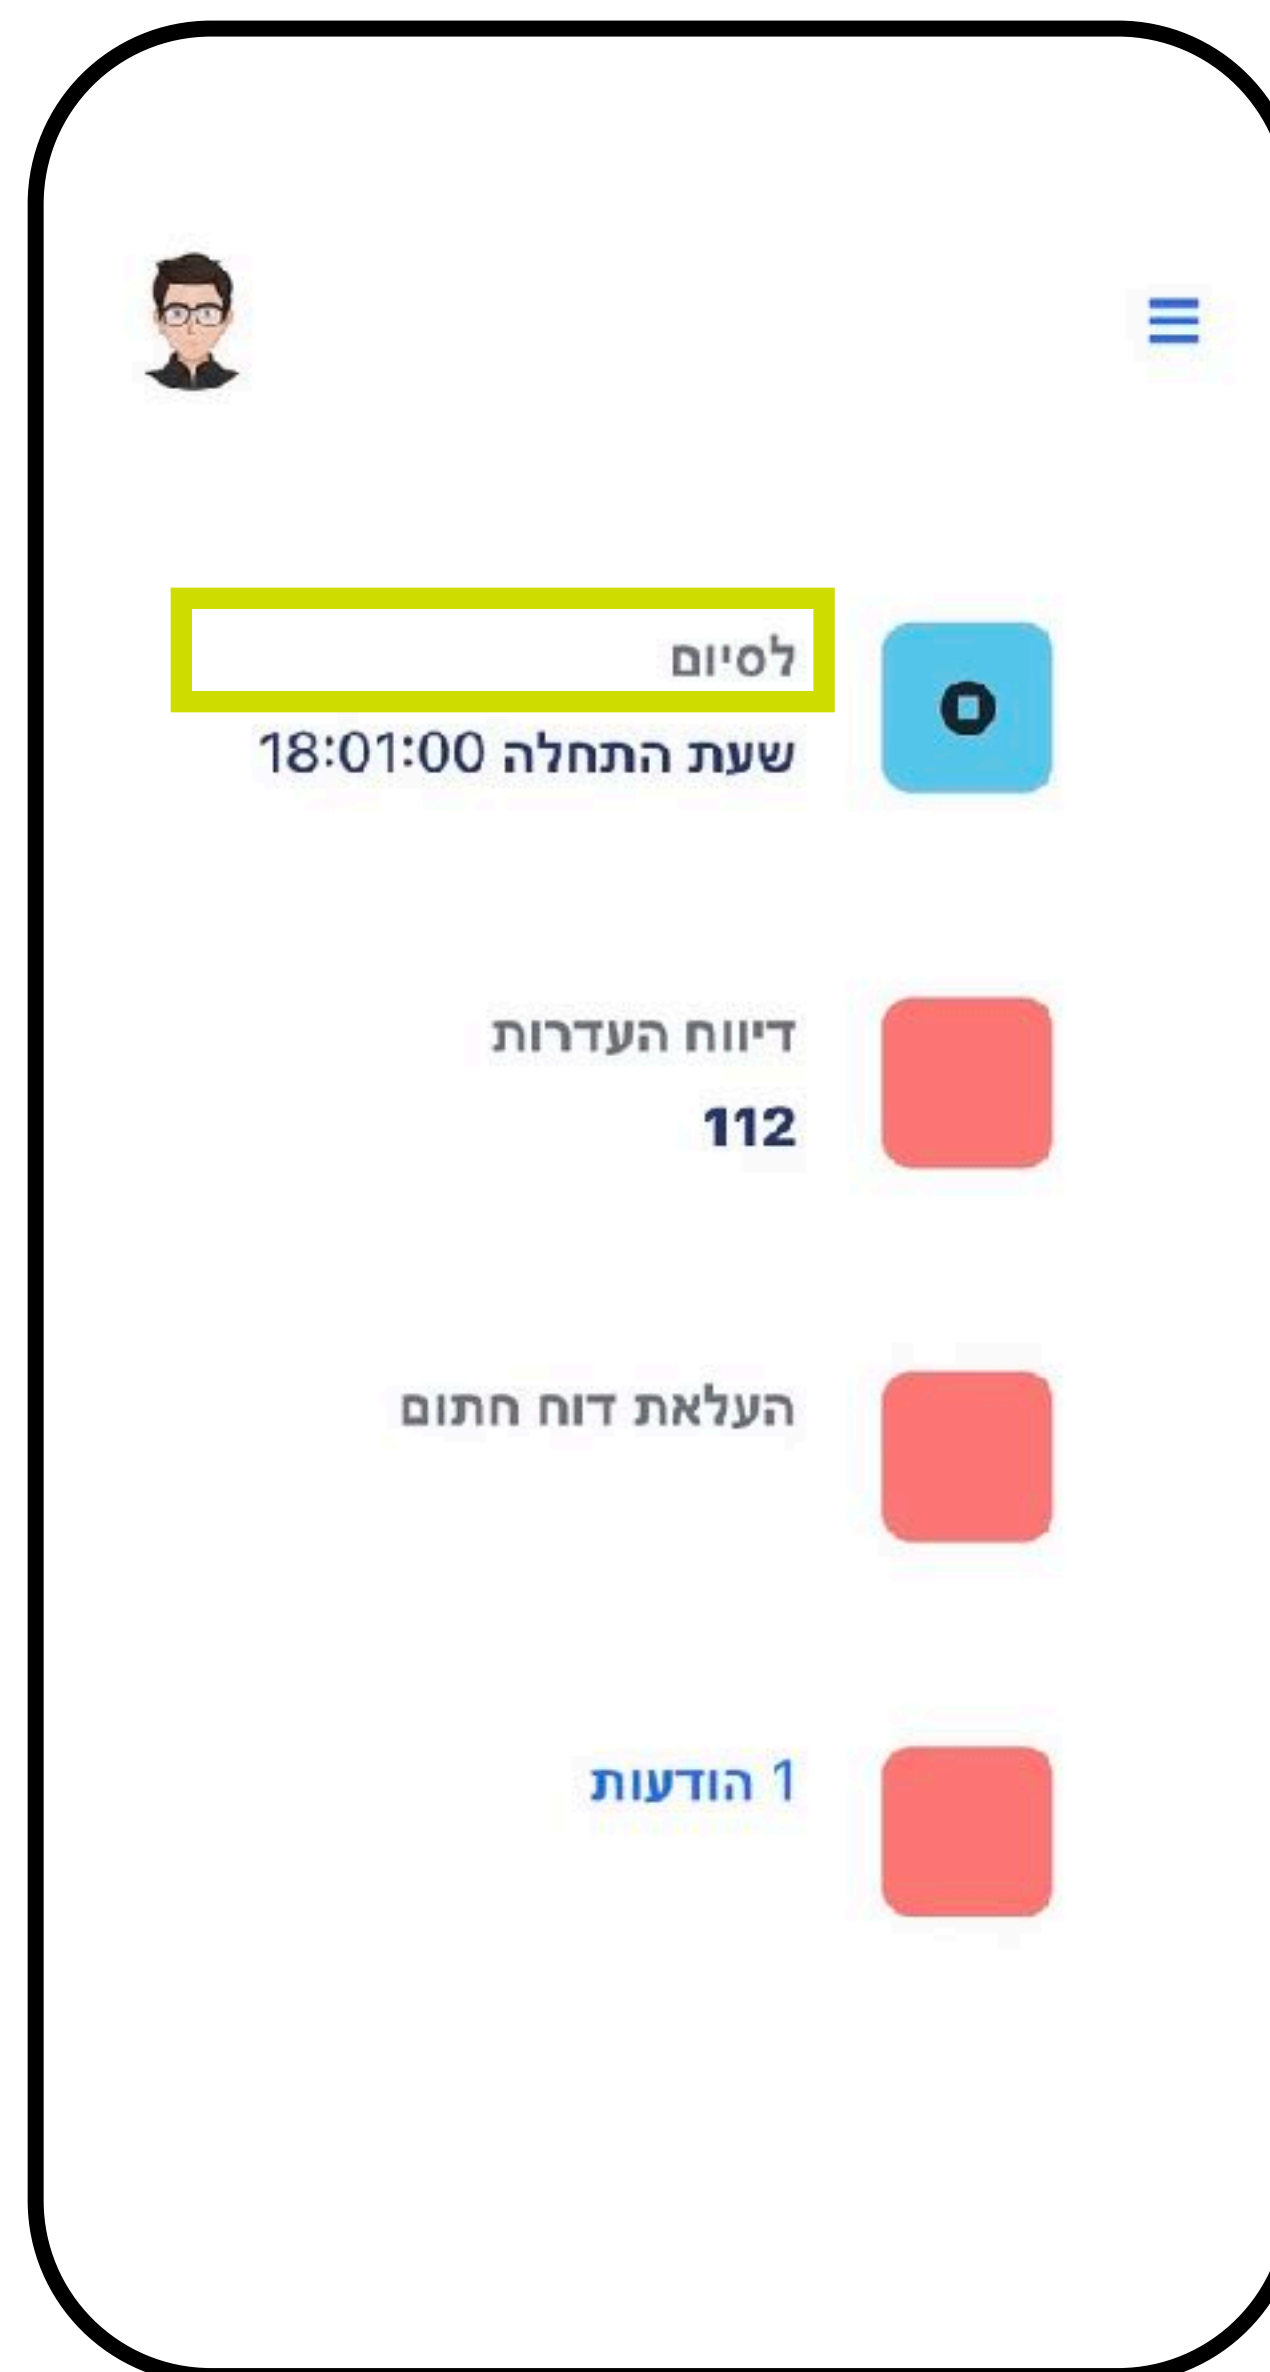 לסיום
שעת התחלה 18:01:00
דיווח העדרות
112
העלאת דוח חתום
1 הודעות